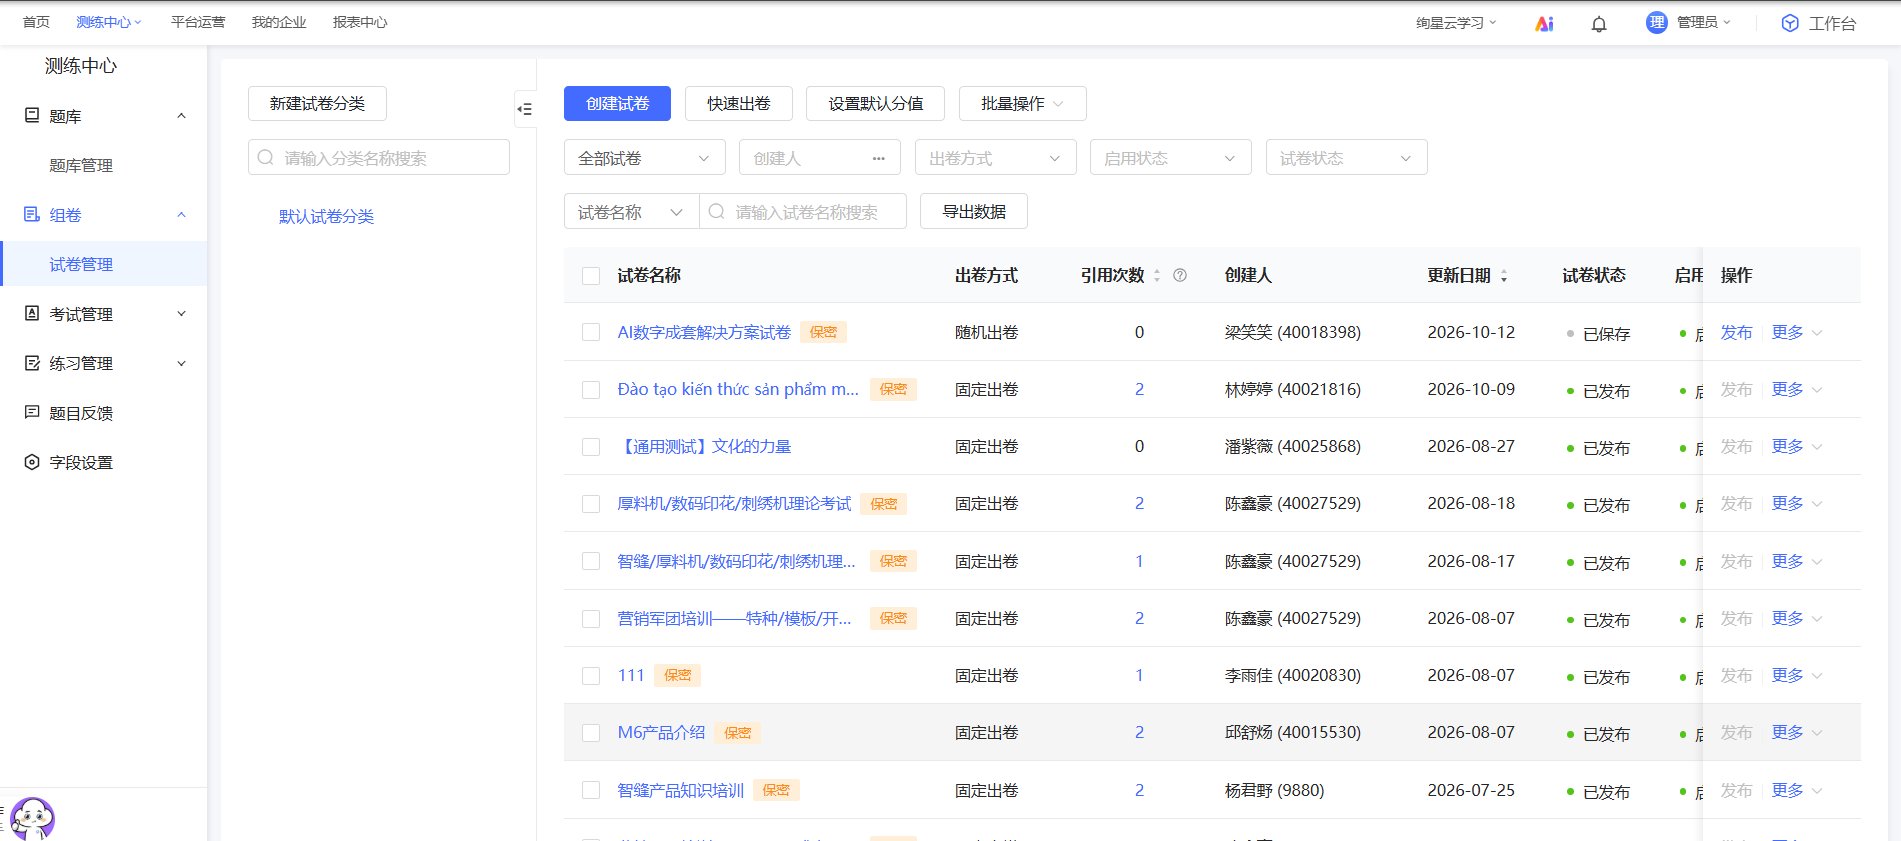 首页 测练中心 平台运营 我的企业 报表中心 绚星云学习 Ai 理 管理员 工作台
测练中心
题库
题库管理
组卷
试卷管理
考试管理
练习管理
题目反馈
字段设置
新建试卷分类
请输入分类名称搜索
默认试卷分类
创建试卷 快速出卷 设置默认分值 批量操作
全部试卷 创建人 ··· 出卷方式 启用状态 试卷状态
试卷名称 请输入试卷名称搜索 导出数据
试卷名称 出卷方式 引用次数 创建人 更新日期 试卷状态 启用 操作
AI数字成套解决方案试卷 保密 随机出卷 0 梁笑笑 (40018398) 2026-10-12 已保存 发布 更多
Đào tạo kiến thức sản phẩm m... 保密 固定出卷 2 林婷婷 (40021816) 2026-10-09 已发布 发布 更多
【通用测试】文化的力量 固定出卷 0 潘紫薇 (40025868) 2026-08-27 已发布 发布 更多
厚料机/数码印花/刺绣机理论考试 保密 固定出卷 2 陈鑫豪 (40027529) 2026-08-18 已发布 发布 更多
智缝/厚料机/数码印花/刺绣机理... 保密 固定出卷 1 陈鑫豪 (40027529) 2026-08-17 已发布 发布 更多
营销军团培训——特种/模板/开... 保密 固定出卷 2 陈鑫豪 (40027529) 2026-08-07 已发布 发布 更多
111 保密 固定出卷 1 李雨佳 (40020830) 2026-08-07 已发布 发布 更多
M6产品介绍 保密 固定出卷 2 邱舒炀 (40015530) 2026-08-07 已发布 发布 更多
智缝产品知识培训 保密 固定出卷 2 杨君野 (9880) 2026-07-25 已发布 发布 更多